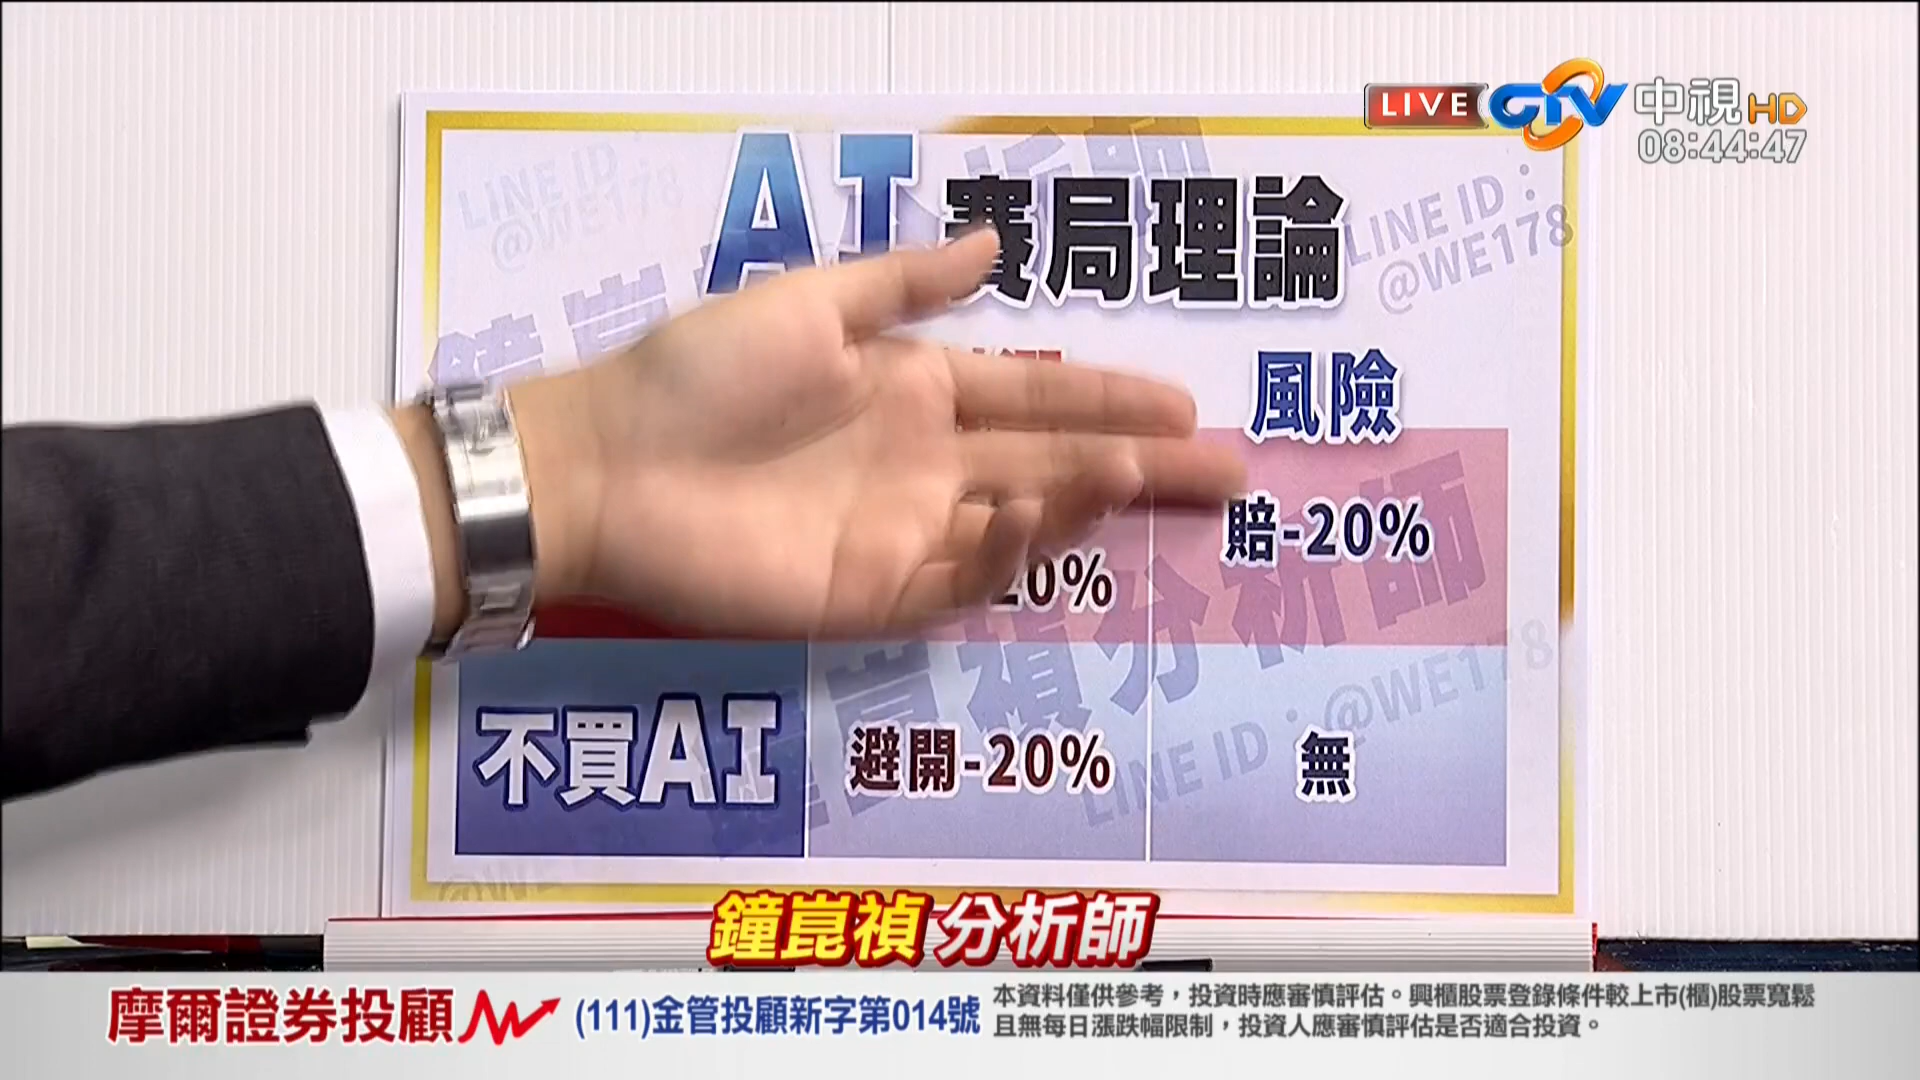 LIVE CTV 中視HD
08:44:47
LINE ID：
@WE178
LINE ID：
@WE178
AI賽局理論
風險
賠-20%
20%
鐘崑禎分析師
@WE178
LINE ID：
不買AI
避開-20%
無
鐘崑禎 分析師
摩爾證券投顧
(111)金管投顧新字第014號
本資料僅供參考，投資時應審慎評估。興櫃股票登錄條件較上市(櫃)股票寬鬆
且無每日漲跌幅限制，投資人應審慎評估是否適合投資。